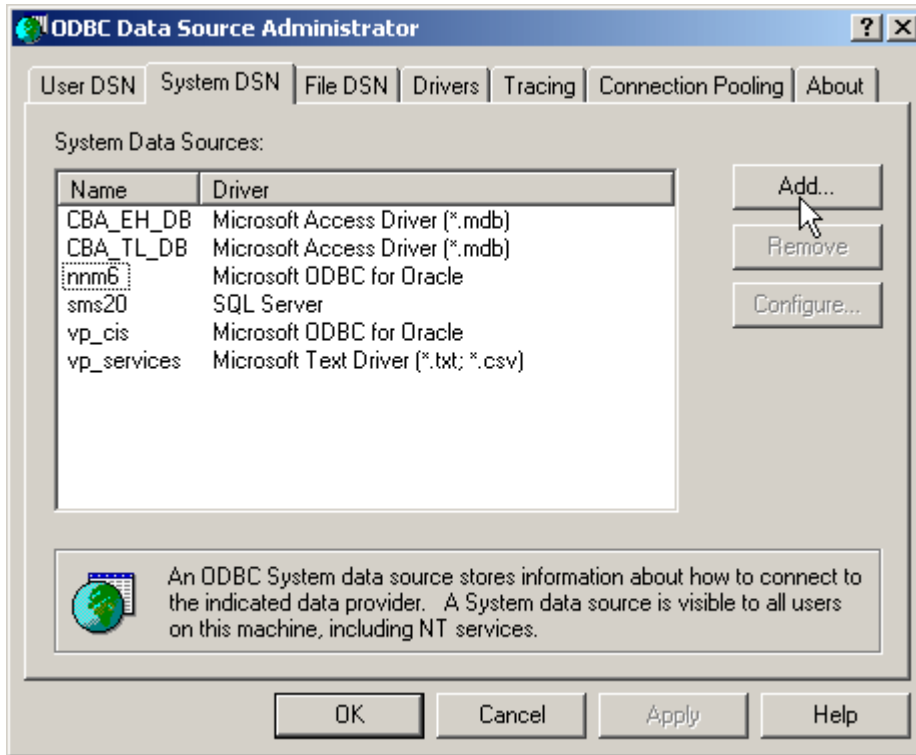 ODBC Data Source Administrator
User DSN System DSN File DSN Drivers Tracing Connection Pooling About
System Data Sources:
Name Driver
CBA_EH_DB Microsoft Access Driver (*.mdb)
CBA_TL_DB Microsoft Access Driver (*.mdb)
nnm6 Microsoft ODBC for Oracle
sms20 SQL Server
vp_cis Microsoft ODBC for Oracle
vp_services Microsoft Text Driver (*.txt; *.csv)
Add...
Remove
Configure...
An ODBC System data source stores information about how to connect to
the indicated data provider. A System data source is visible to all users
on this machine, including NT services.
OK Cancel Apply Help